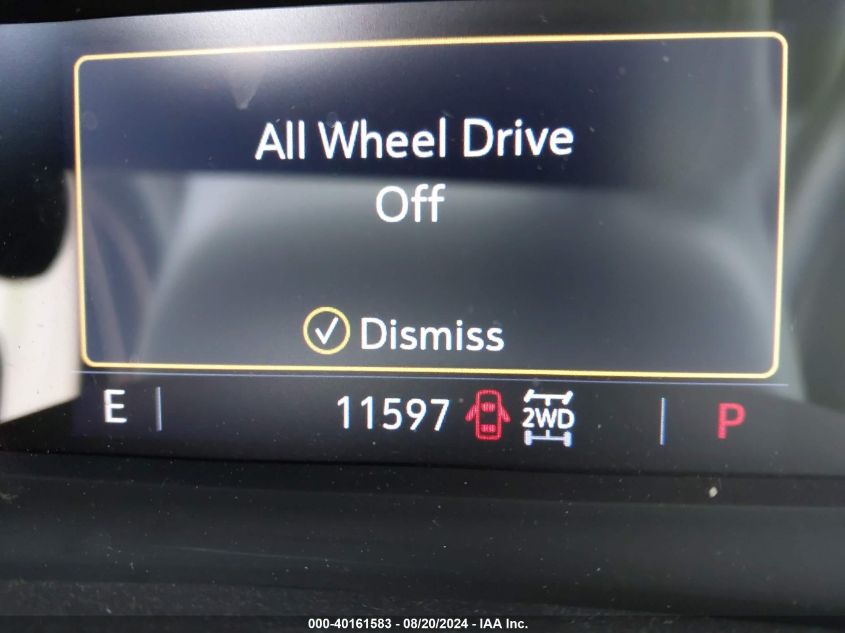 All Wheel Drive
Off
Dismiss
E 11597 2WD P
000-40161583 - 08/20/2024 - IAA Inc.